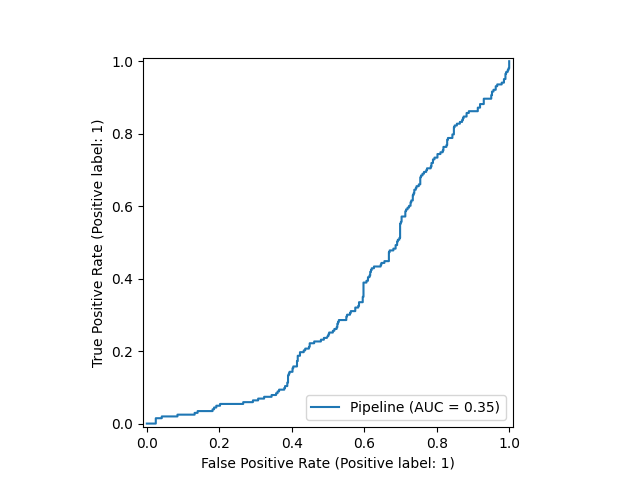 1.0
0.8
0.6
0.4
0.2
0.0
True Positive Rate (Positive label: 1)
Pipeline (AUC = 0.35)
0.0 0.2 0.4 0.6 0.8 1.0
False Positive Rate (Positive label: 1)